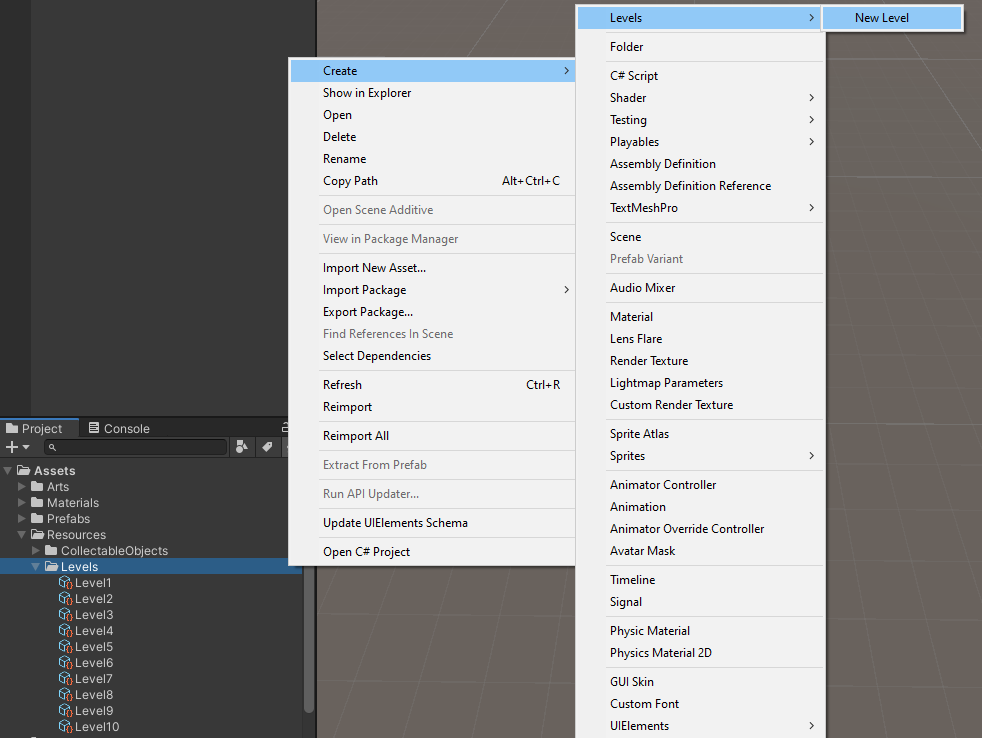 Create
Show in Explorer
Open
Delete
Rename
Copy Path Alt+Ctrl+C
Open Scene Additive
View in Package Manager
Import New Asset...
Import Package
Export Package...
Find References In Scene
Select Dependencies
Refresh Ctrl+R
Reimport
Reimport All
Extract From Prefab
Run API Updater...
Update UIElements Schema
Open C# Project
Levels
Folder
C# Script
Shader
Testing
Playables
Assembly Definition
Assembly Definition Reference
TextMeshPro
Scene
Prefab Variant
Audio Mixer
Material
Lens Flare
Render Texture
Lightmap Parameters
Custom Render Texture
Sprite Atlas
Sprites
Animator Controller
Animation
Animator Override Controller
Avatar Mask
Timeline
Signal
Physic Material
Physics Material 2D
GUI Skin
Custom Font
UIElements
New Level
Project Console
Assets
Arts
Materials
Prefabs
Resources
CollectableObjects
Levels
Level1
Level2
Level3
Level4
Level5
Level6
Level7
Level8
Level9
Level10